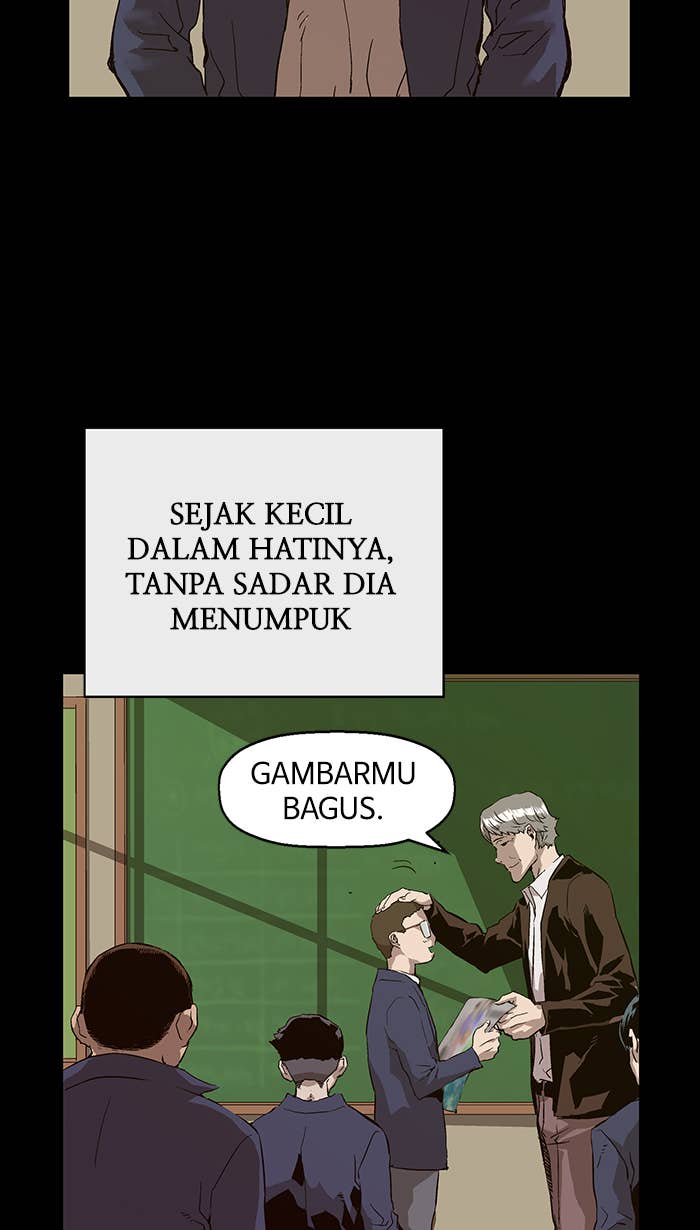 SEJAK KECIL
DALAM HATINYA,
TANPA SADAR DIA
MENUMPUK
GAMBARMU
BAGUS.